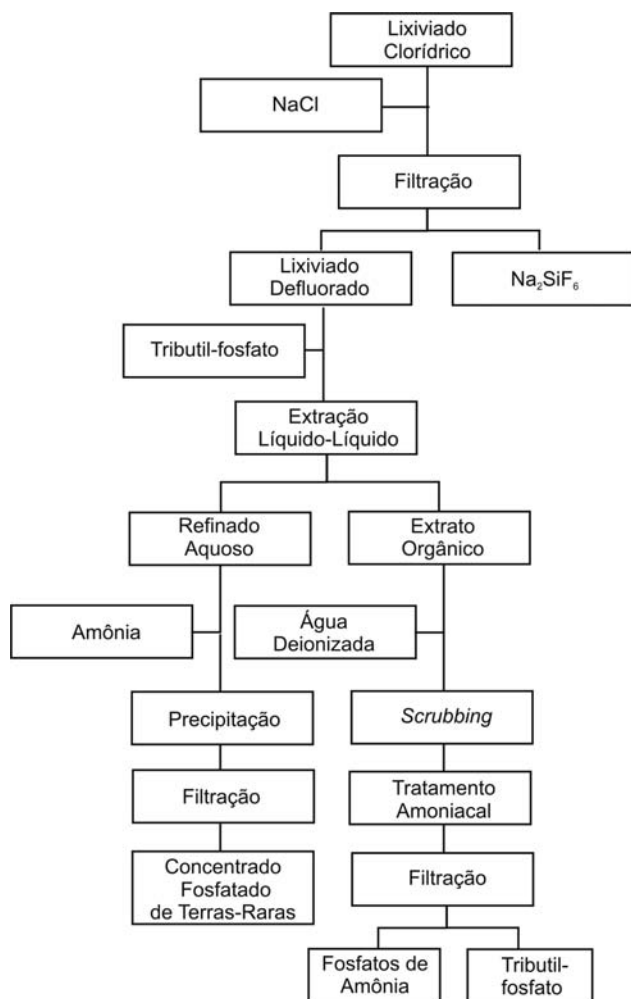 Lixiviado
Clorídrico
NaCl
Filtração
Lixiviado
Defluorado
Na₂SiF₆
Tributil-fosfato
Extração
Líquido-Líquido
Refinado
Aquoso
Extrato
Orgânico
Amônia
Água
Deionizada
Precipitação
Scrubbing
Filtração
Tratamento
Amoniacal
Concentrado
Fosfatado
de Terras-Raras
Filtração
Fosfatos de
Amônia
Tributil-
fosfato